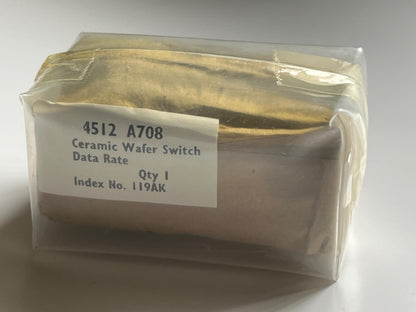 4512 A708
Ceramic Wafer Switch
Data Rate
Qty 1
Index No. 119AK